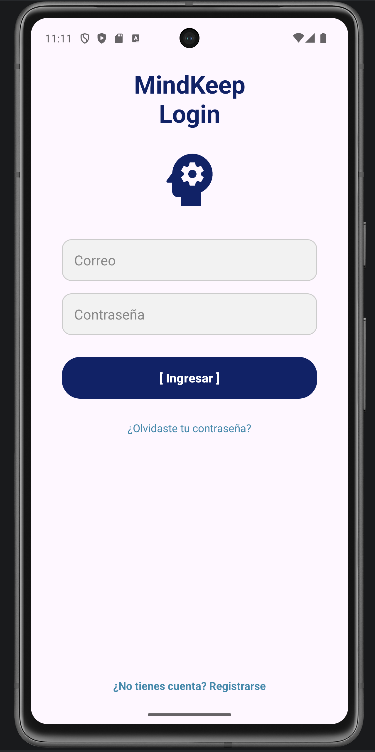 11:11
MindKeep
Login
Correo
Contraseña
[ Ingresar ]
¿Olvidaste tu contraseña?
¿No tienes cuenta? Registrarse